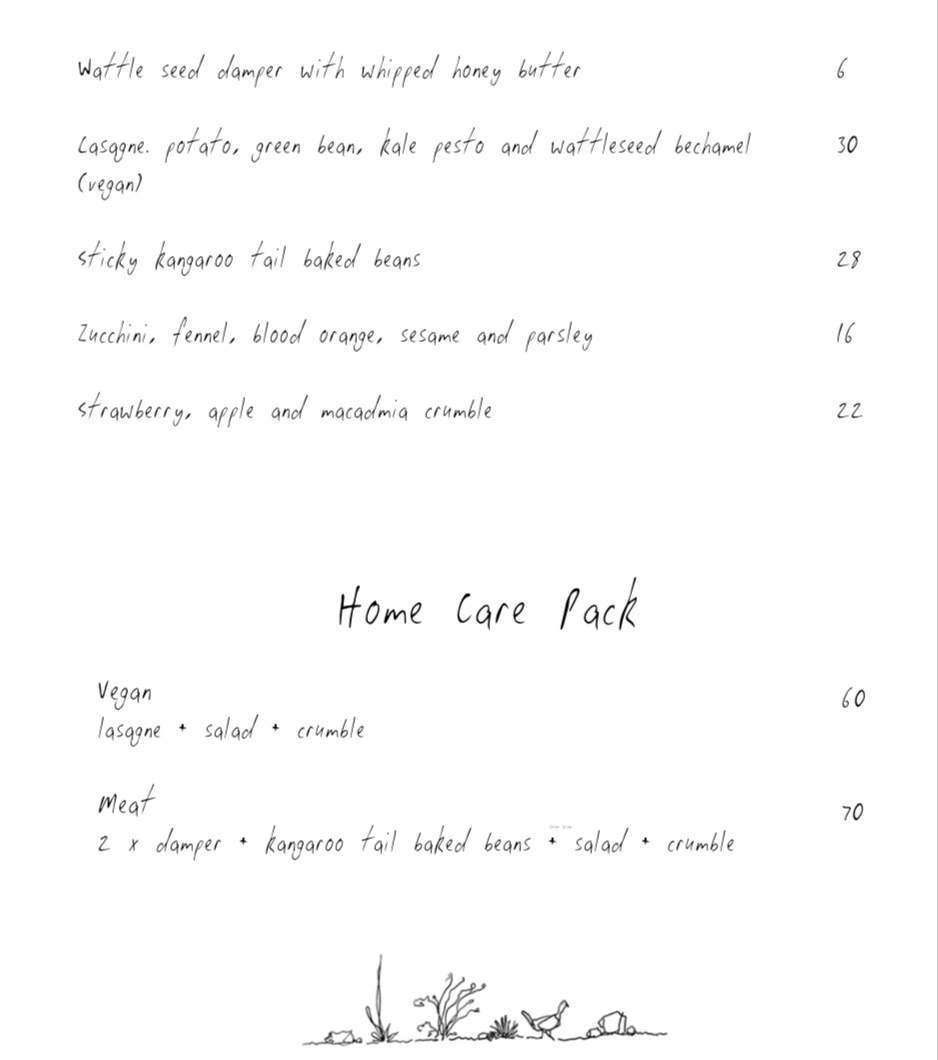 Wattle seed damper with whipped honey butter 6
Lasagne. potato, green bean, kale pesto and wattleseed bechamel 30
(vegan)
sticky kangaroo tail baked beans 28
Zucchini, fennel, blood orange, sesame and parsley 16
strawberry, apple and macadmia crumble 22
Home Care Pack
Vegan 60
lasagne + salad + crumble
Meat 70
2 x damper + kangaroo tail baked beans + salad + crumble